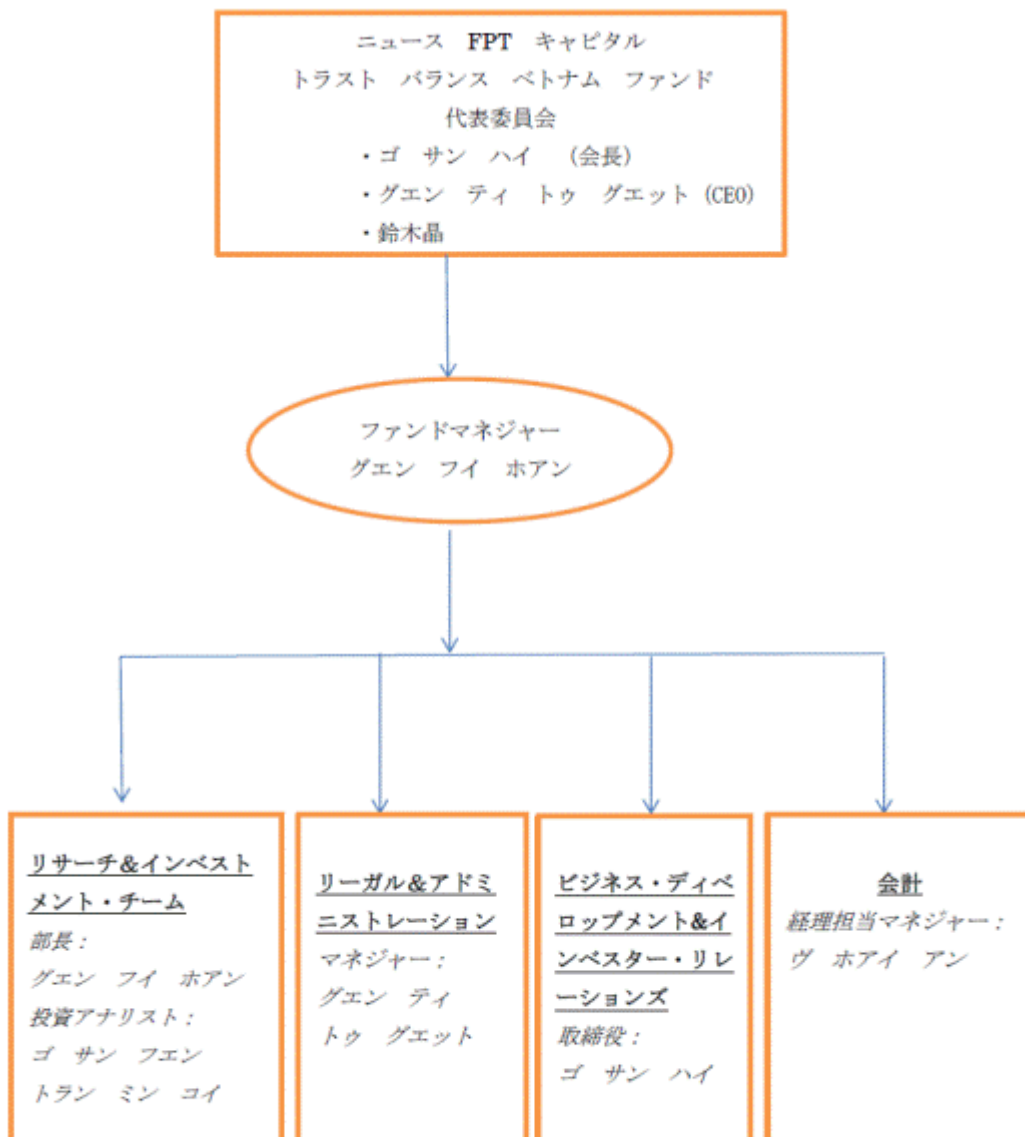 ニュース　FPT　キャピタル
トラスト　バランス　ベトナム　ファンド
代表委員会
・ゴ　サン　ハイ　（会長）
・グエン　ティ　トゥ　グエット (CEO)
・鈴木晶
ファンドマネジャー
グエン　フイ　ホアン
リサーチ&インベスト
メント・チーム
部長：
グエン　フイ　ホアン
投資アナリスト：
ゴ　サン　フエン
トラン　ミン　コイ
リーガル&アドミ
ニストレーション
マネジャー：
グエン　ティ
トゥ　グエット
ビジネス・ディベ
ロップメント&イ
ンベスター・リレ
ーションズ
取締役：
ゴ　サン　ハイ
会計
経理担当マネジャー：
ヴ　ホアイ　アン